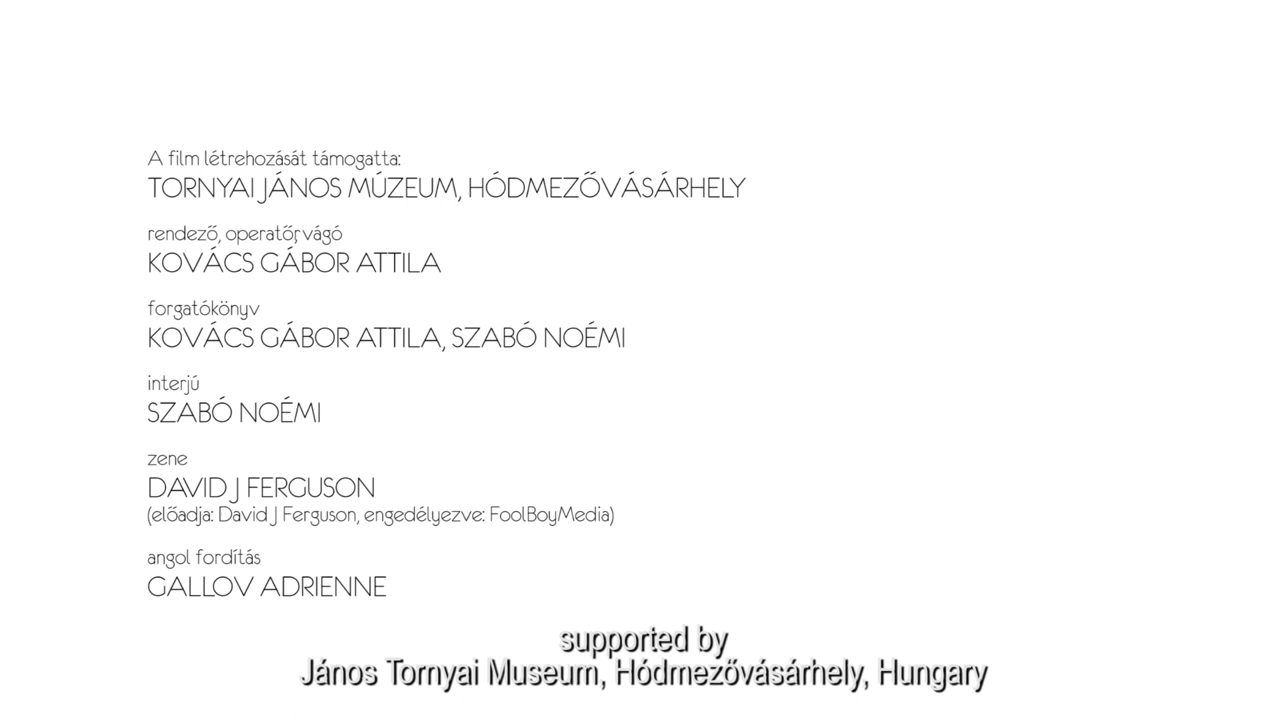 A film létrehozását támogatta:
TORNYAI JÁNOS MÚZEUM, HÓDMEZŐVÁSÁRHELY
rendező, operatőr, vágó
KOVÁCS GÁBOR ATTILA
forgatókönyv
KOVÁCS GÁBOR ATTILA, SZABÓ NOÉMI
interjú
SZABÓ NOÉMI
zene
DAVID J FERGUSON
(előadja: David J Ferguson, engedélyezve: FoolBoyMedia)
angol fordítás
GALLOV ADRIENNE
supported by
János Tornyai Museum, Hódmezővásárhely, Hungary